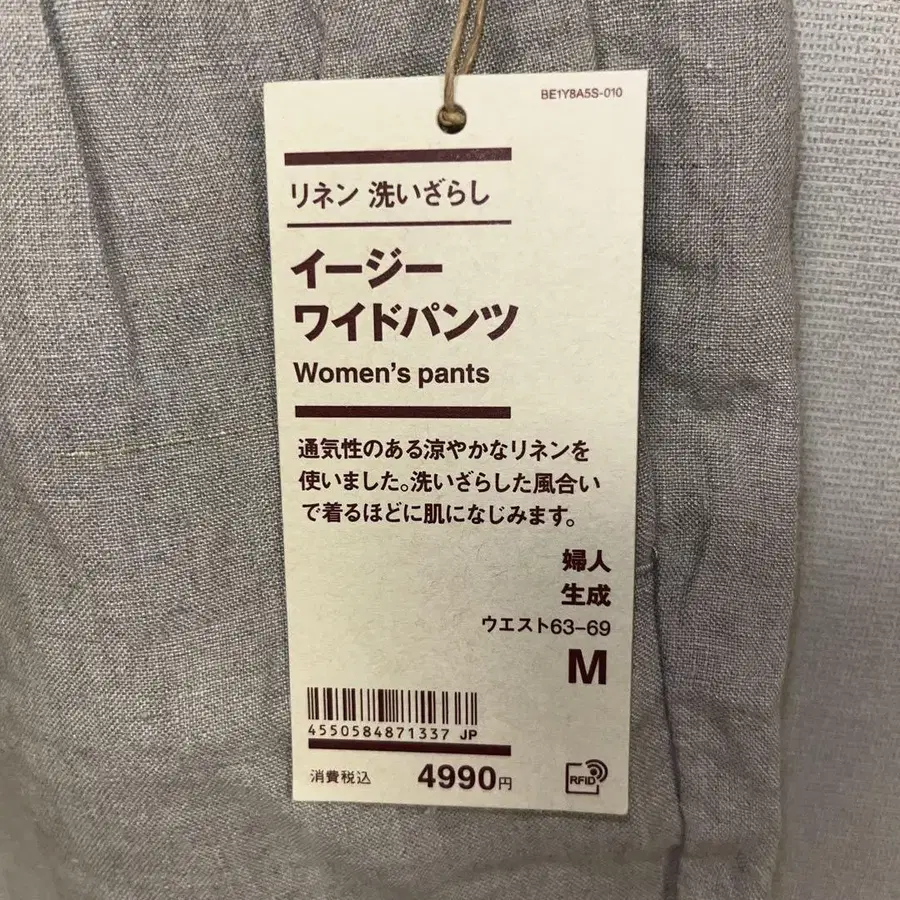 BE1Y8A5S-010
リネン 洗いざらし
イージー
ワイドパンツ
Women's pants
通気性のある涼やかなリネンを
使いました。洗いざらした風合い
で着るほどに肌になじみます。
婦人
生成
ウエスト63-69
M
4550584871337 JP
消費税込 4990円
RFID